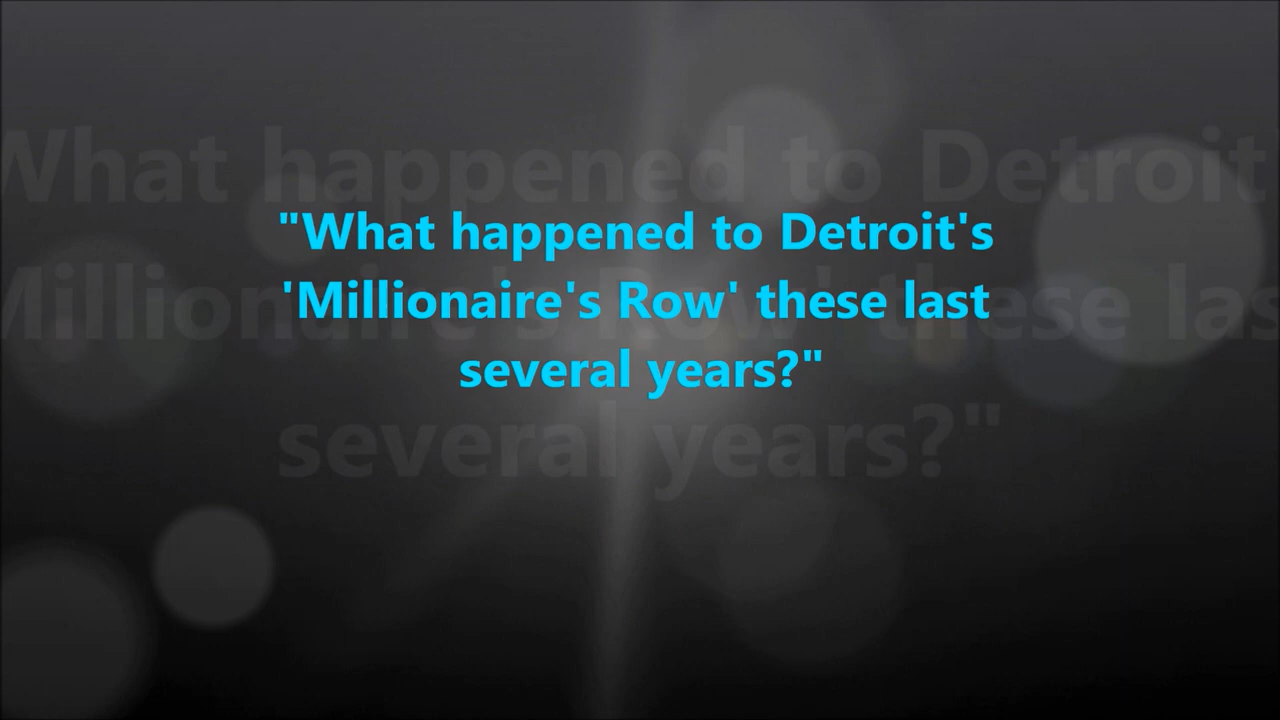 "What happened to Detroit's
'Millionaire's Row' these last
several years?"